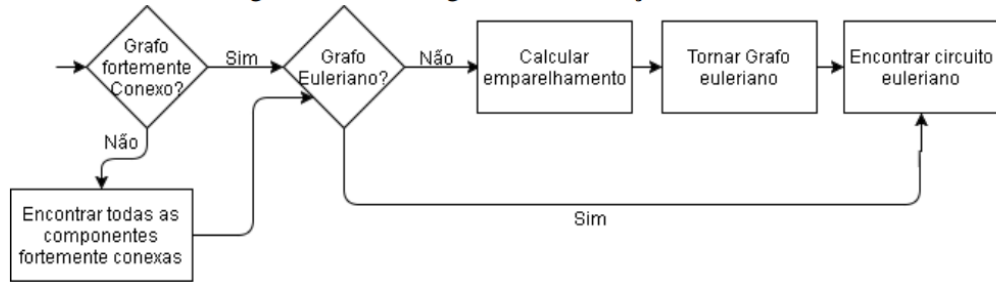 Grafo
fortemente
Conexo?
Sim
Grafo
Euleriano?
Não
Calcular
emparelhamento
Tornar Grafo
euleriano
Encontrar circuito
euleriano
Não
Encontrar todas as
componentes
fortemente conexas
Sim